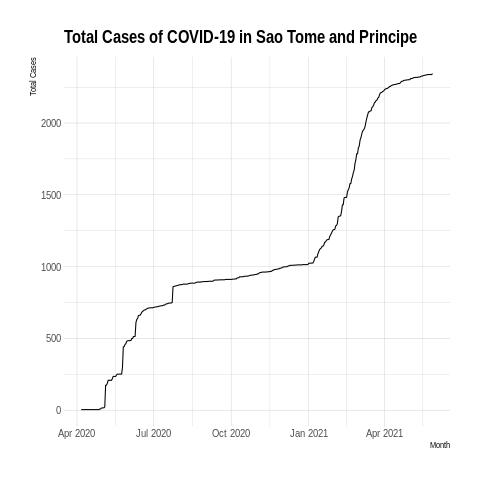 Total Cases of COVID-19 in Sao Tome and Principe
Total Cases
2000
1500
1000
500
0
Apr 2020 Jul 2020 Oct 2020 Jan 2021 Apr 2021
Month